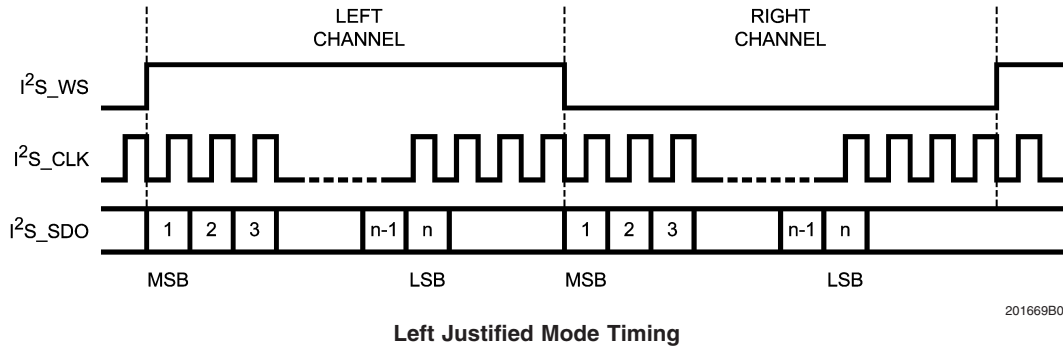 LEFT CHANNEL
RIGHT CHANNEL
I²S_WS
I²S_CLK
I²S_SDO 1 2 3 n-1 n 1 2 3 n-1 n
MSB LSB MSB LSB
201669B0
Left Justified Mode Timing